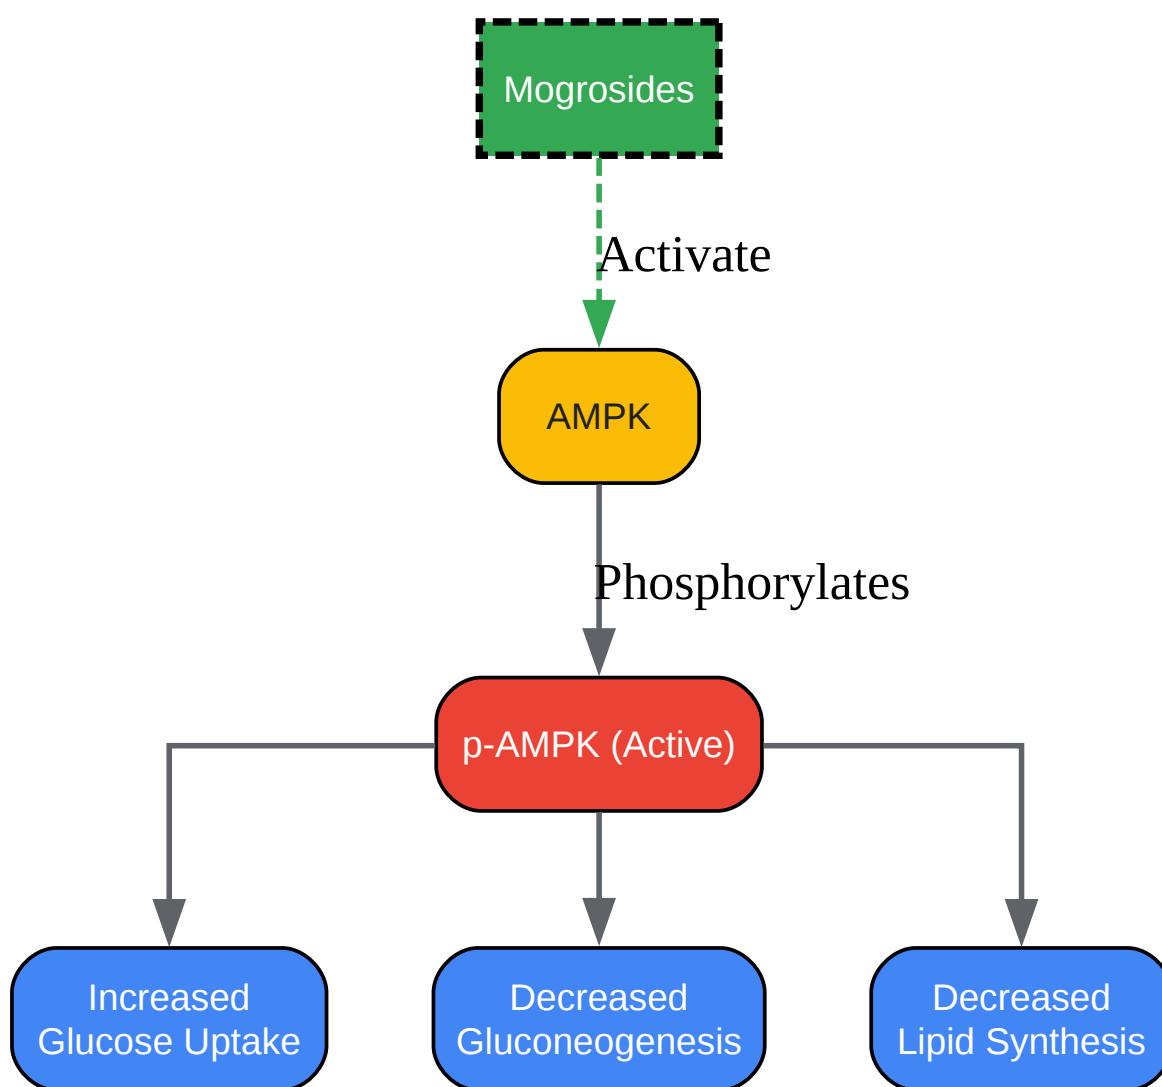 Mogrosides
Activate
AMPK
Phosphorylates
p-AMPK (Active)
Increased
Glucose Uptake
Decreased
Gluconeogenesis
Decreased
Lipid Synthesis